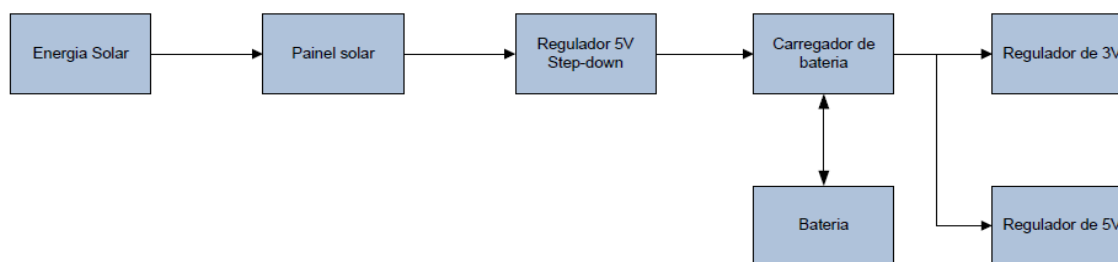 Energia Solar
Painel solar
Regulador 5V
Step-down
Carregador de
bateria
Regulador de 3V
Bateria
Regulador de 5V